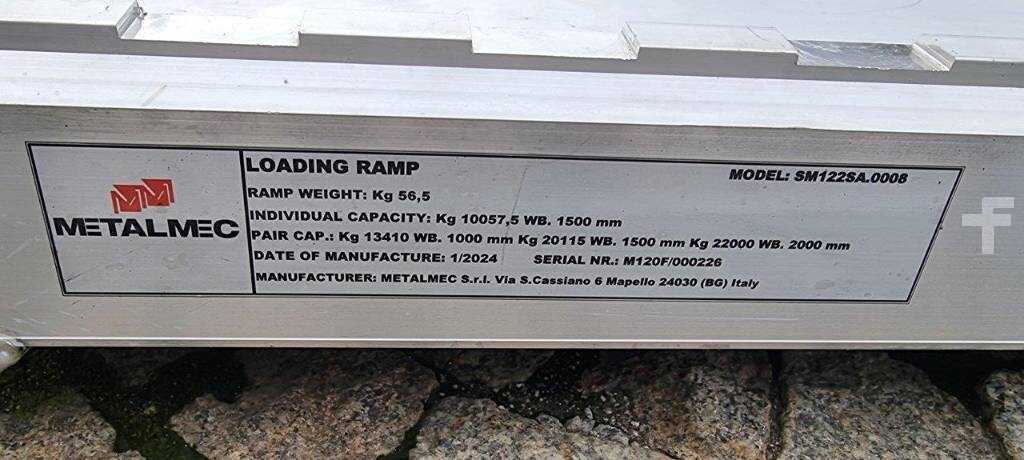 LOADING RAMP
MODEL: SM122SA.0008
RAMP WEIGHT: Kg 56,5
METALMEC
INDIVIDUAL CAPACITY: Kg 10057,5 WB. 1500 mm
PAIR CAP.: Kg 13410 WB. 1000 mm Kg 20115 WB. 1500 mm Kg 22000 WB. 2000 mm
DATE OF MANUFACTURE: 1/2024 SERIAL NR.: M120F/000226
MANUFACTURER: METALMEC S.r.l. Via S.Cassiano 6 Mapello 24030 (BG) Italy